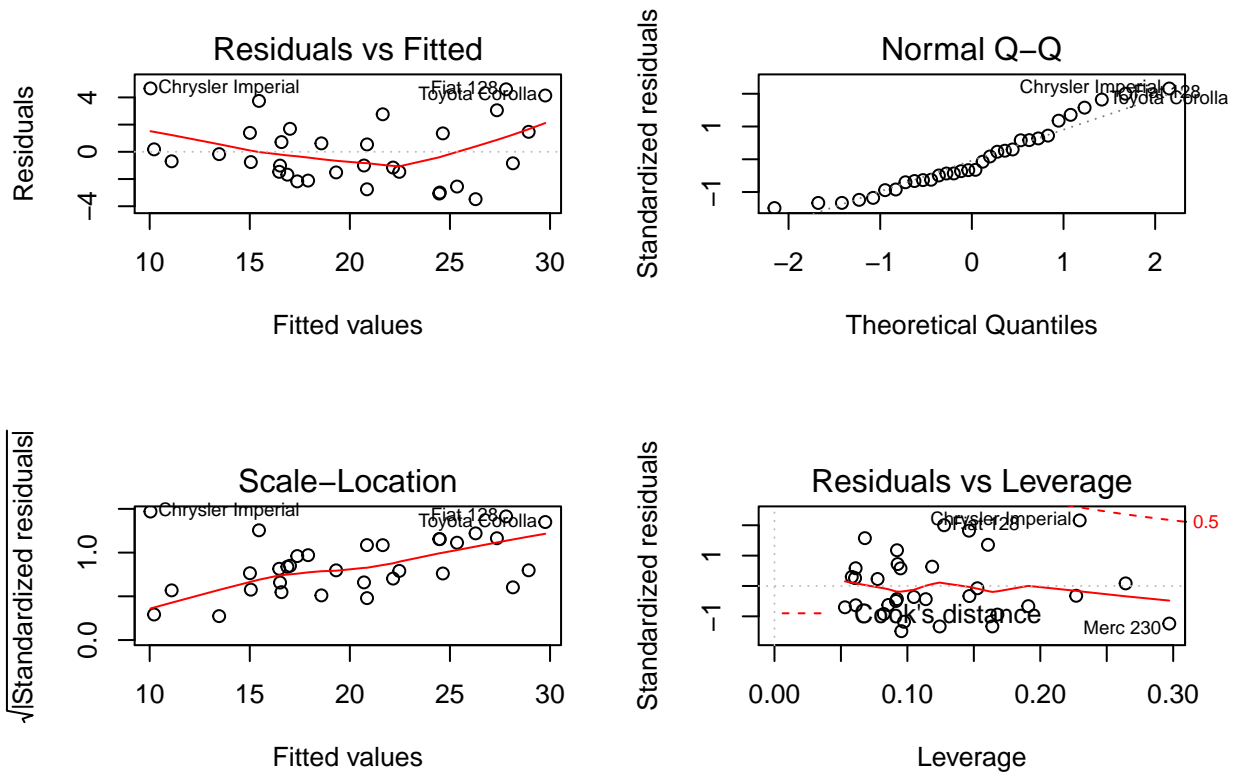 Residuals vs Fitted
Residuals
4
0
−4
Chrysler Imperial
Fiat 128
Toyota Corolla
10 15 20 25 30
Fitted values
Normal Q−Q
Standardized residuals
1
−1
Chrysler Imperial
Fiat 128
Toyota Corolla
−2 −1 0 1 2
Theoretical Quantiles
Scale−Location
√|Standardized residuals|
1.0
0.0
Chrysler Imperial
Fiat 128
Toyota Corolla
10 15 20 25 30
Fitted values
Residuals vs Leverage
Standardized residuals
1
−1
Chrysler Imperial
Fiat 128
0.5
Cook's distance
Merc 230
0.00 0.10 0.20 0.30
Leverage